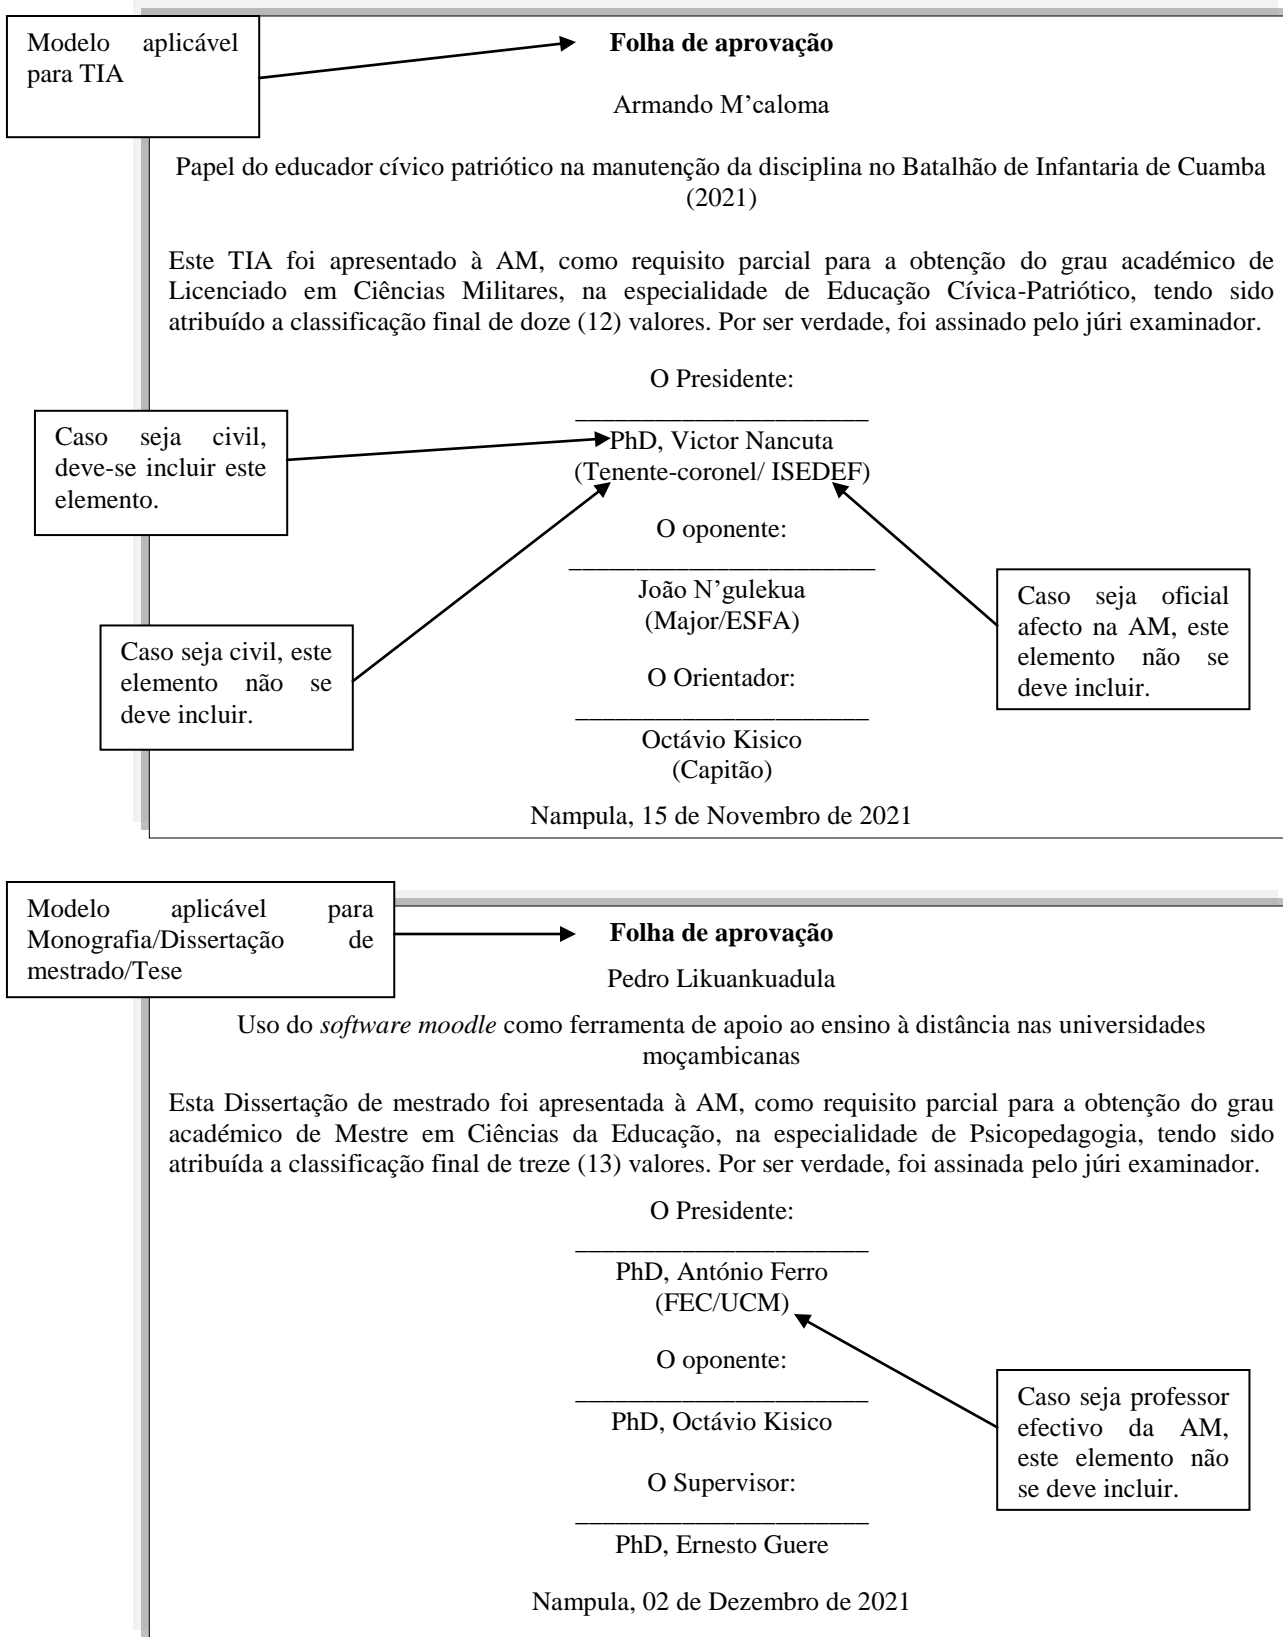 Modelo aplicável
para TIA
Folha de aprovação
Armando M’caloma
Papel do educador cívico patriótico na manutenção da disciplina no Batalhão de Infantaria de Cuamba
(2021)
Este TIA foi apresentado à AM, como requisito parcial para a obtenção do grau académico de
Licenciado em Ciências Militares, na especialidade de Educação Cívica-Patriótico, tendo sido
atribuído a classificação final de doze (12) valores. Por ser verdade, foi assinado pelo júri examinador.
O Presidente:
______________________
Caso seja civil,
deve-se incluir este
elemento.
PhD, Victor Nancuta
(Tenente-coronel/ ISEDEF)
O oponente:
_______________________
João N’gulekua
(Major/ESFA)
Caso seja oficial
afecto na AM, este
elemento não se
deve incluir.
Caso seja civil, este
elemento não se
deve incluir.
O Orientador:
______________________
Octávio Kisico
(Capitão)
Nampula, 15 de Novembro de 2021
Modelo aplicável para
Monografia/Dissertação de
mestrado/Tese
Folha de aprovação
Pedro Likuankuadula
Uso do software moodle como ferramenta de apoio ao ensino à distância nas universidades
moçambicanas
Esta Dissertação de mestrado foi apresentada à AM, como requisito parcial para a obtenção do grau
académico de Mestre em Ciências da Educação, na especialidade de Psicopedagogia, tendo sido
atribuída a classificação final de treze (13) valores. Por ser verdade, foi assinada pelo júri examinador.
O Presidente:
______________________
PhD, António Ferro
(FEC/UCM)
O oponente:
______________________
PhD, Octávio Kisico
Caso seja professor
efectivo da AM,
este elemento não
se deve incluir.
O Supervisor:
______________________
PhD, Ernesto Guere
Nampula, 02 de Dezembro de 2021